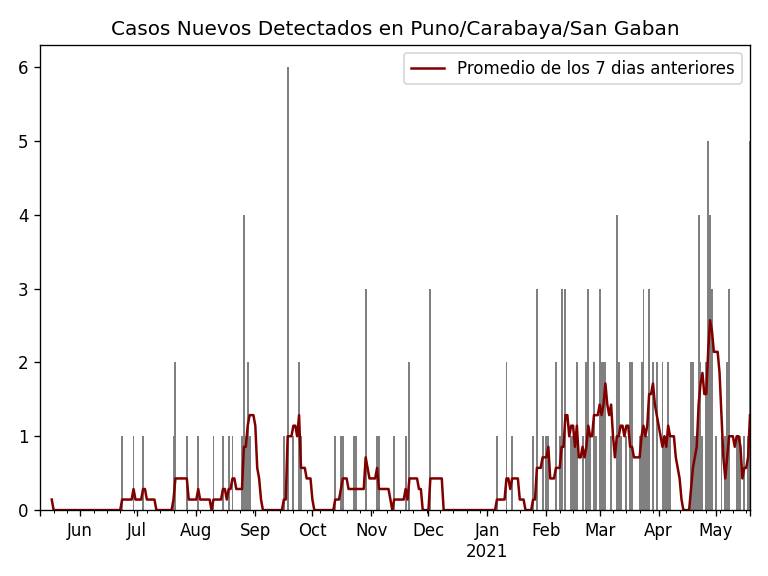 Casos Nuevos Detectados en Puno/Carabaya/San Gaban
Promedio de los 7 dias anteriores
6
5
4
3
2
1
0
Jun Jul Aug Sep Oct Nov Dec Jan Feb Mar Apr May
2021